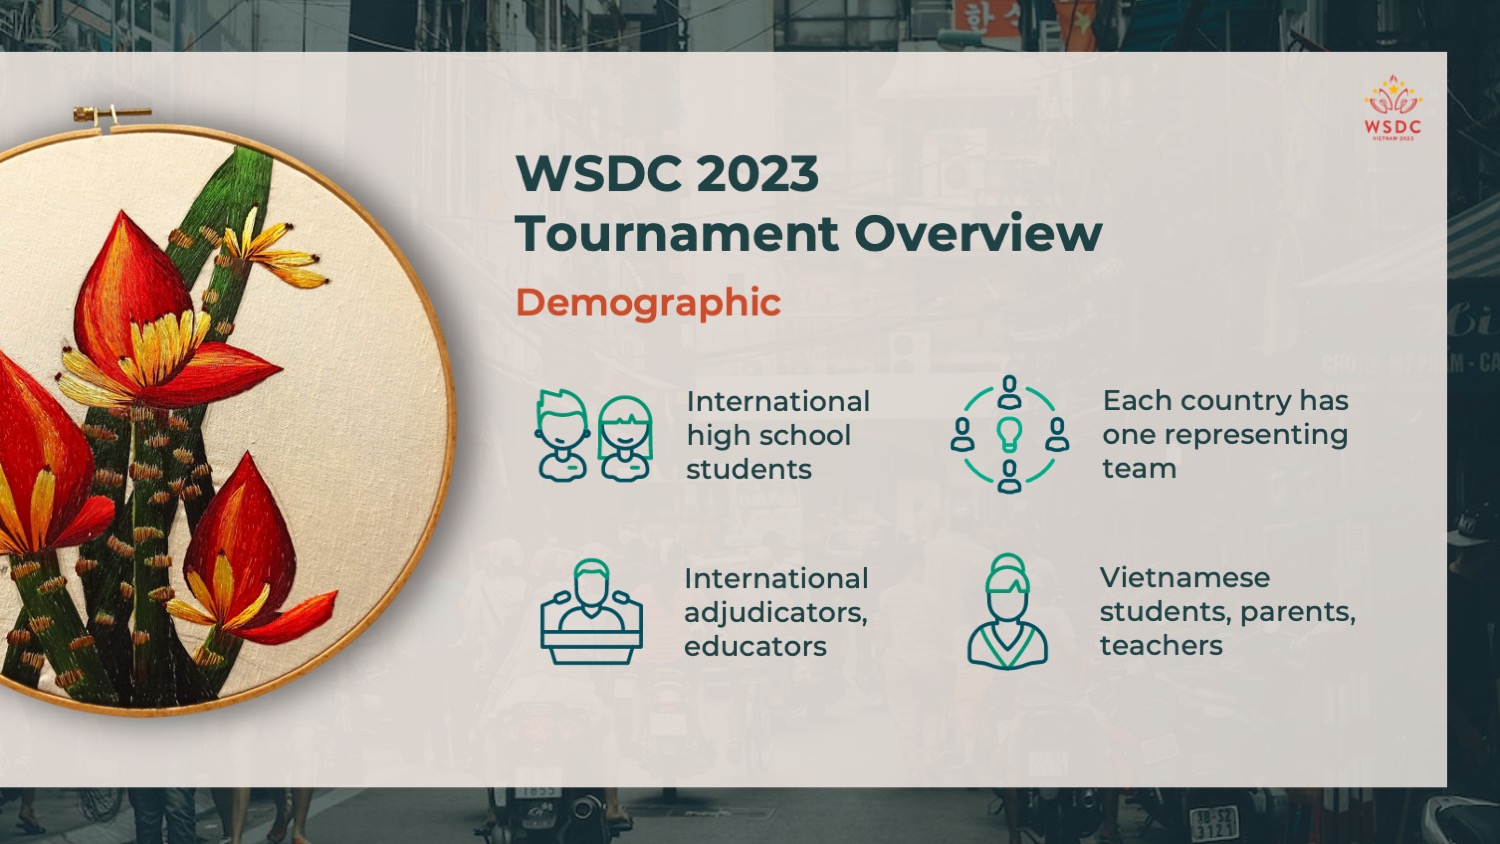 한
WSDC
VIETNAM 2023
WSDC 2023
Tournament Overview
Demographic
International
high school
students
Each country has
one representing
team
International
adjudicators,
educators
Vietnamese
students, parents,
teachers